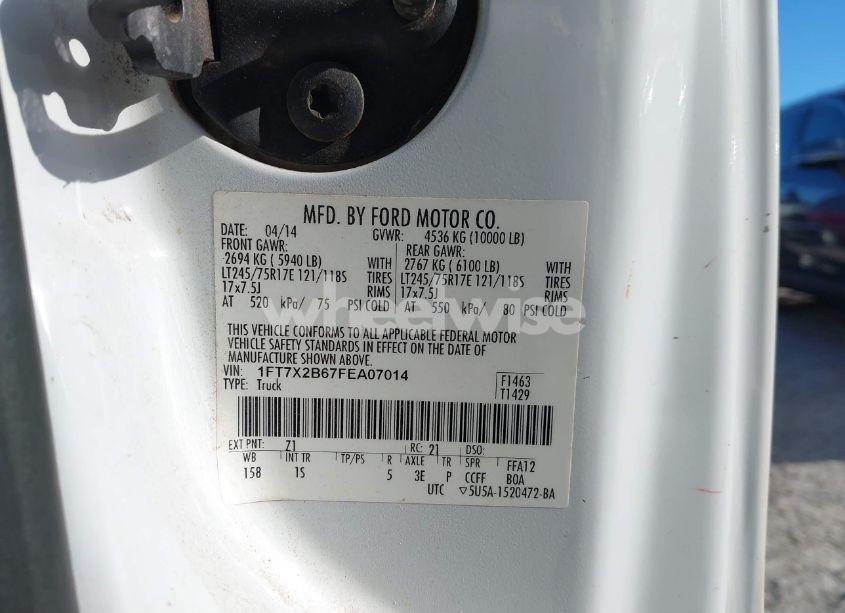 MFD. BY FORD MOTOR CO.
DATE: 04/14 GVWR: 4536 KG (10000 LB)
FRONT GAWR: REAR GAWR:
2694 KG ( 5940 LB) WITH 2767 KG ( 6100 LB) WITH
LT245/75R17E 121/118S TIRES LT245/75R17E 121/118S TIRES
17x7.5J RIMS 17x7.5J RIMS
AT 520 kPa/ 75 PSI COLD AT 550 kPa/ 80 PSI COLD
wheelwise
THIS VEHICLE CONFORMS TO ALL APPLICABLE FEDERAL MOTOR
VEHICLE SAFETY STANDARDS IN EFFECT ON THE DATE OF
MANUFACTURE SHOWN ABOVE.
VIN: 1FT7X2B67FEA07014 F1463
TYPE: Truck T1429
EXT PNT: Z1 RC: 21 DSO:
WB INT TR TP/PS R AXLE TR SPR FFA12
158 1S 5 3E P CCFF BOA
UTC ▽5U5A-1520472-BA